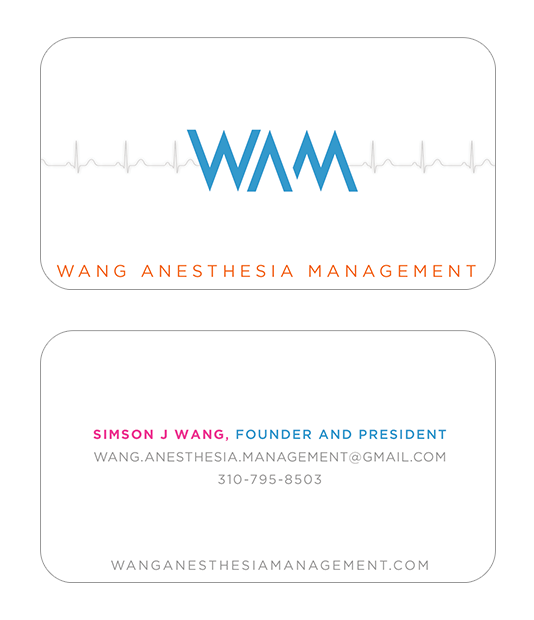 WAM
WANG ANESTHESIA MANAGEMENT
SIMSON J WANG, FOUNDER AND PRESIDENT
WANG.ANESTHESIA.MANAGEMENT@GMAIL.COM
310-795-8503
WANGANESTHESIAMANAGEMENT.COM